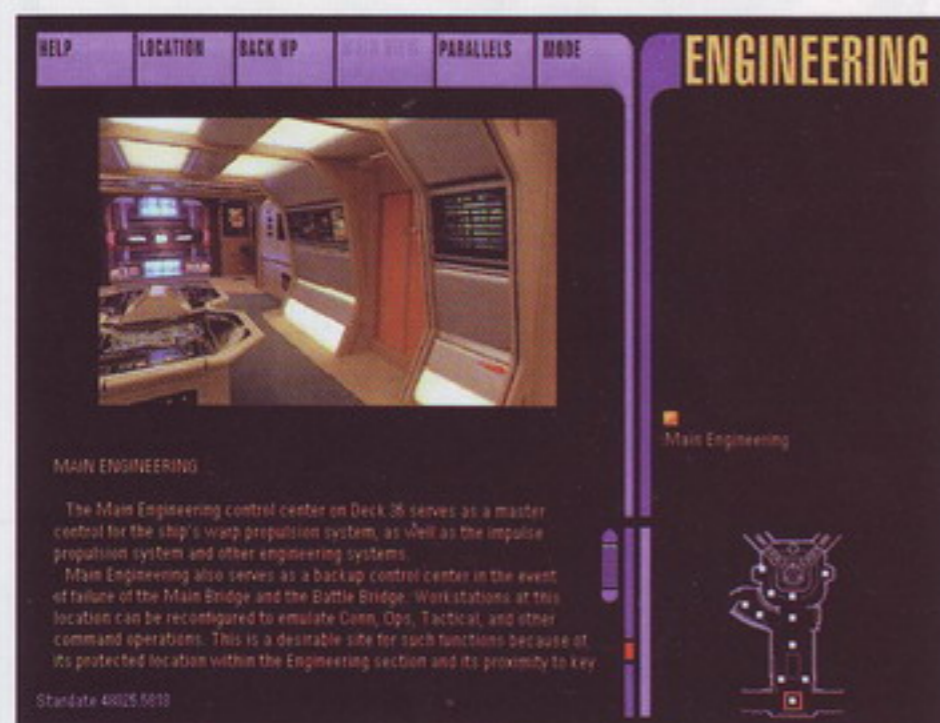 HELP
LOCATION
BACK UP
PARALLELS
MODE
ENGINEERING
Main Engineering
MAIN ENGINEERING
The Main Engineering control center on Deck 36 serves as a master
control for the ship's warp propulsion system, as well as the impulse
propulsion system and other engineering systems.
Main Engineering also serves as a backup control center in the event
of failure of the Main Bridge and the Battle Bridge. Workstations at this
location can be reconfigured to emulate Conn, Ops, Tactical, and other
command operations. This is a desirable site for such functions because of
its protected location within the Engineering section and its proximity to key